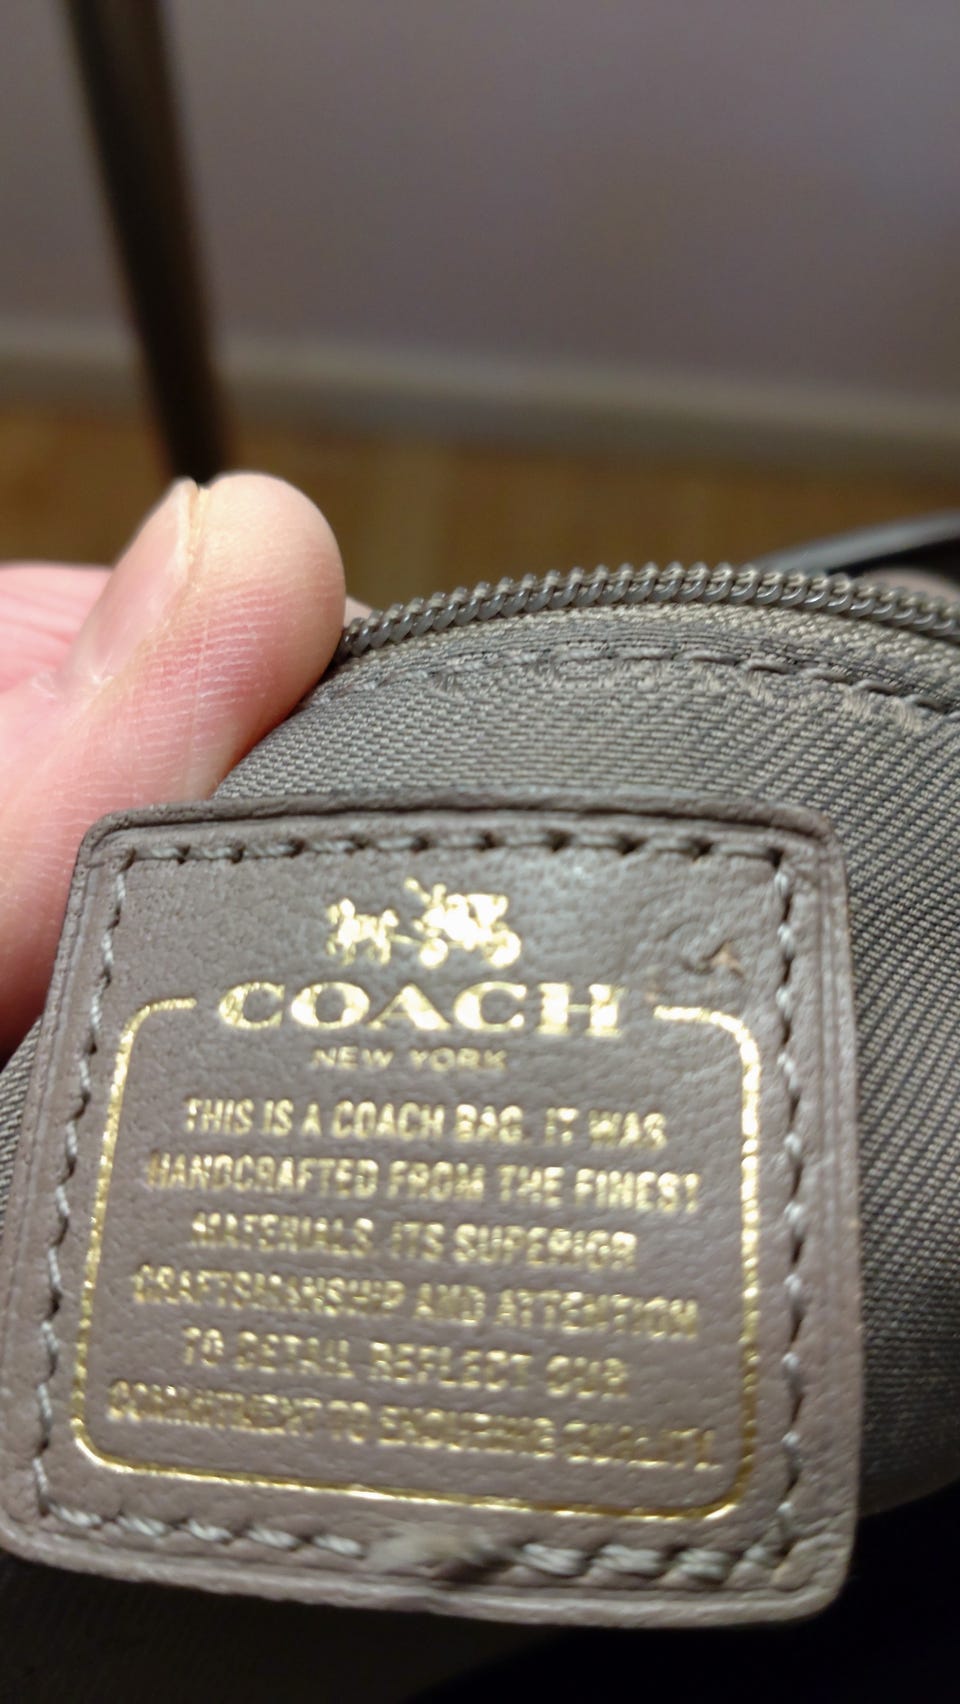 COACH
NEW YORK
THIS IS A COACH BAG. IT WAS
HANDCRAFTED FROM THE FINEST
MATERIALS. ITS SUPERIOR
CRAFTSMANSHIP AND ATTENTION
TO DETAIL REFLECT OUR
COMMITMENT TO ENDURING QUALITY.